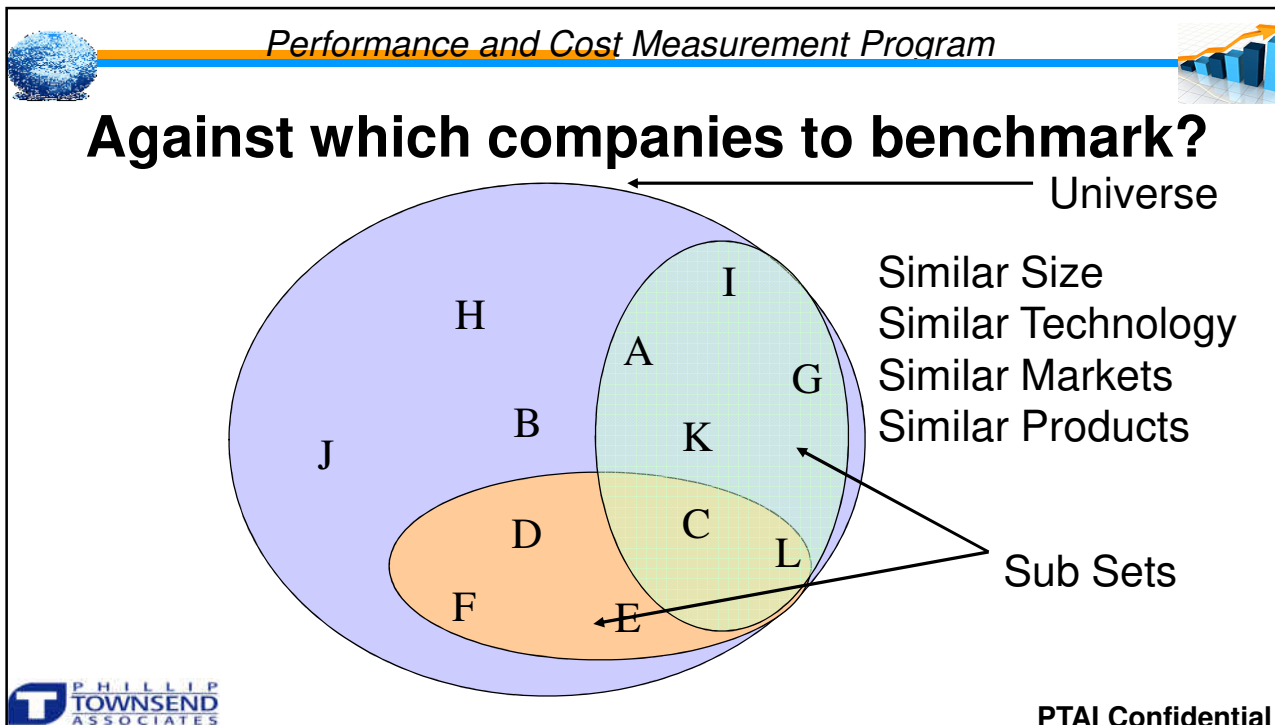 Performance and Cost Measurement Program
Against which companies to benchmark?
Universe
I
H
A
G
B
K
J
Similar Size
Similar Technology
Similar Markets
Similar Products
D
C
L
F
E
Sub Sets
PHILLIP
TOWNSEND
ASSOCIATES
PTAI Confidential